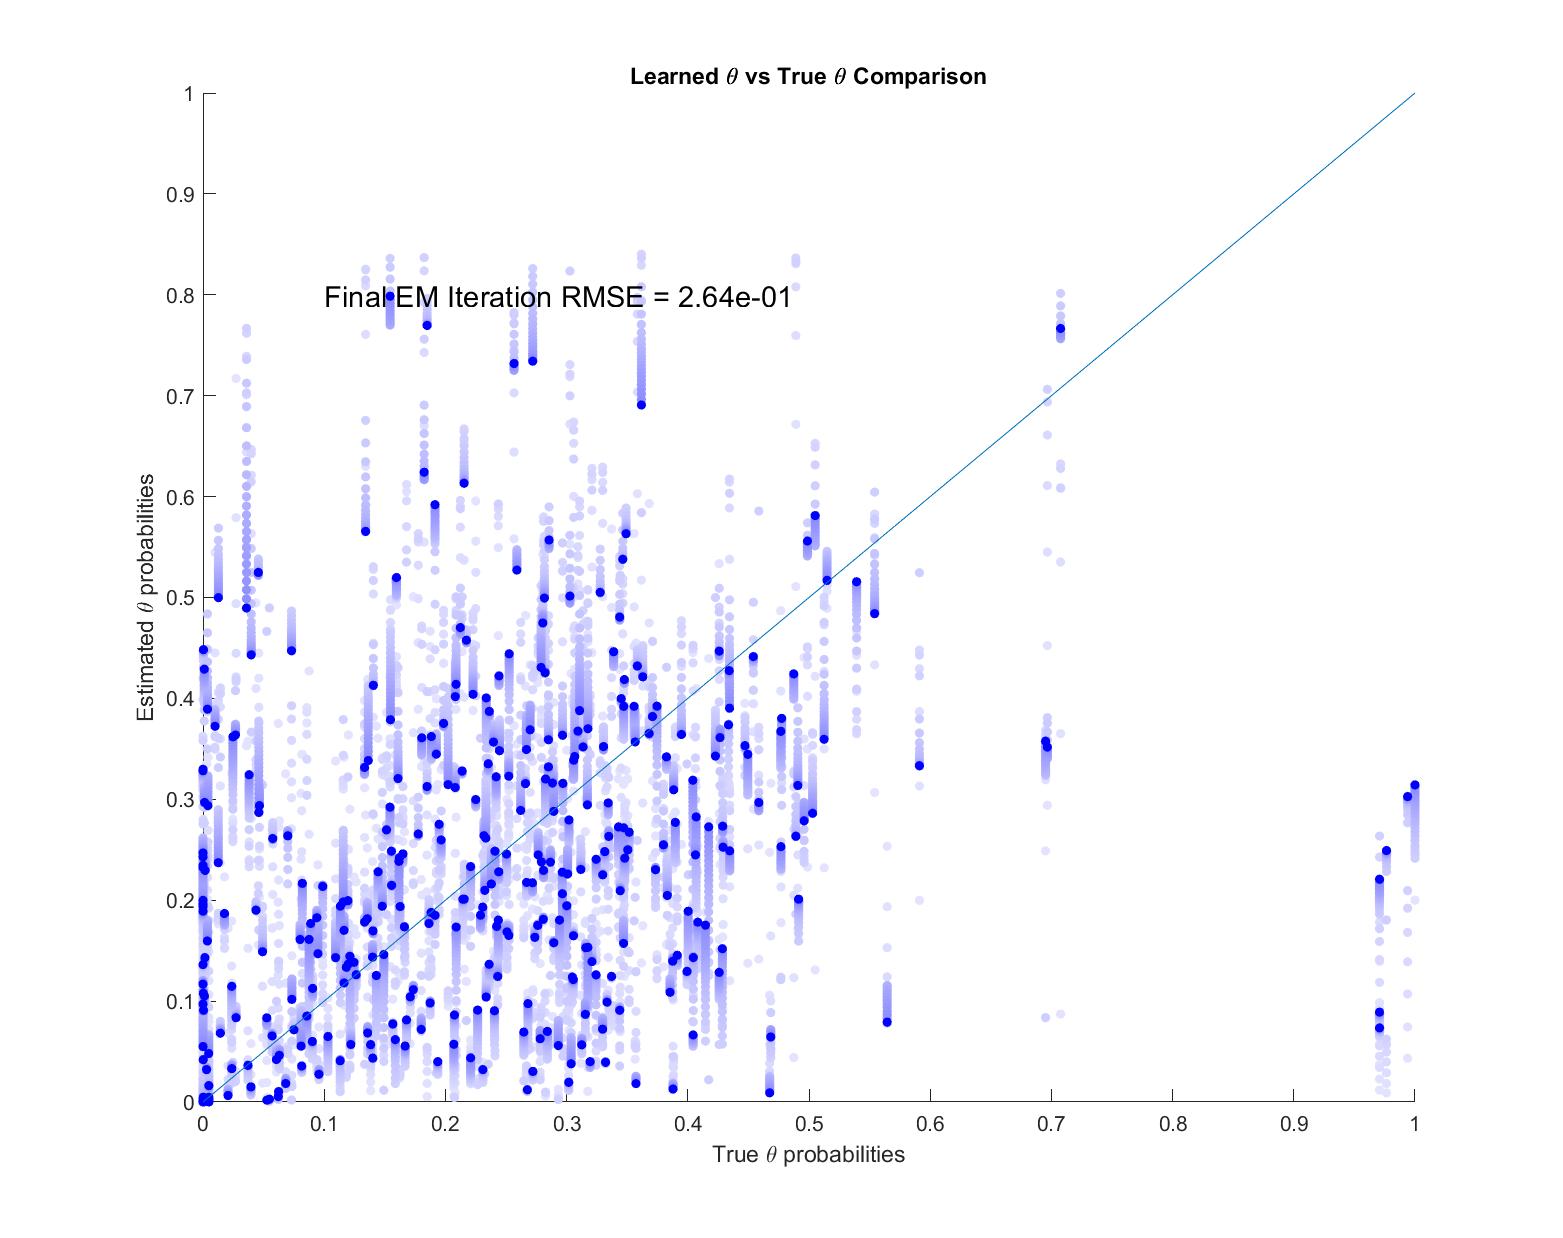 Learned θ vs True θ Comparison
1
0.9
0.8
Final EM Iteration RMSE = 2.64e-01
0.7
0.6
0.5
0.4
0.3
0.2
0.1
0
Estimated θ probabilities
0 0.1 0.2 0.3 0.4 0.5 0.6 0.7 0.8 0.9 1
True θ probabilities